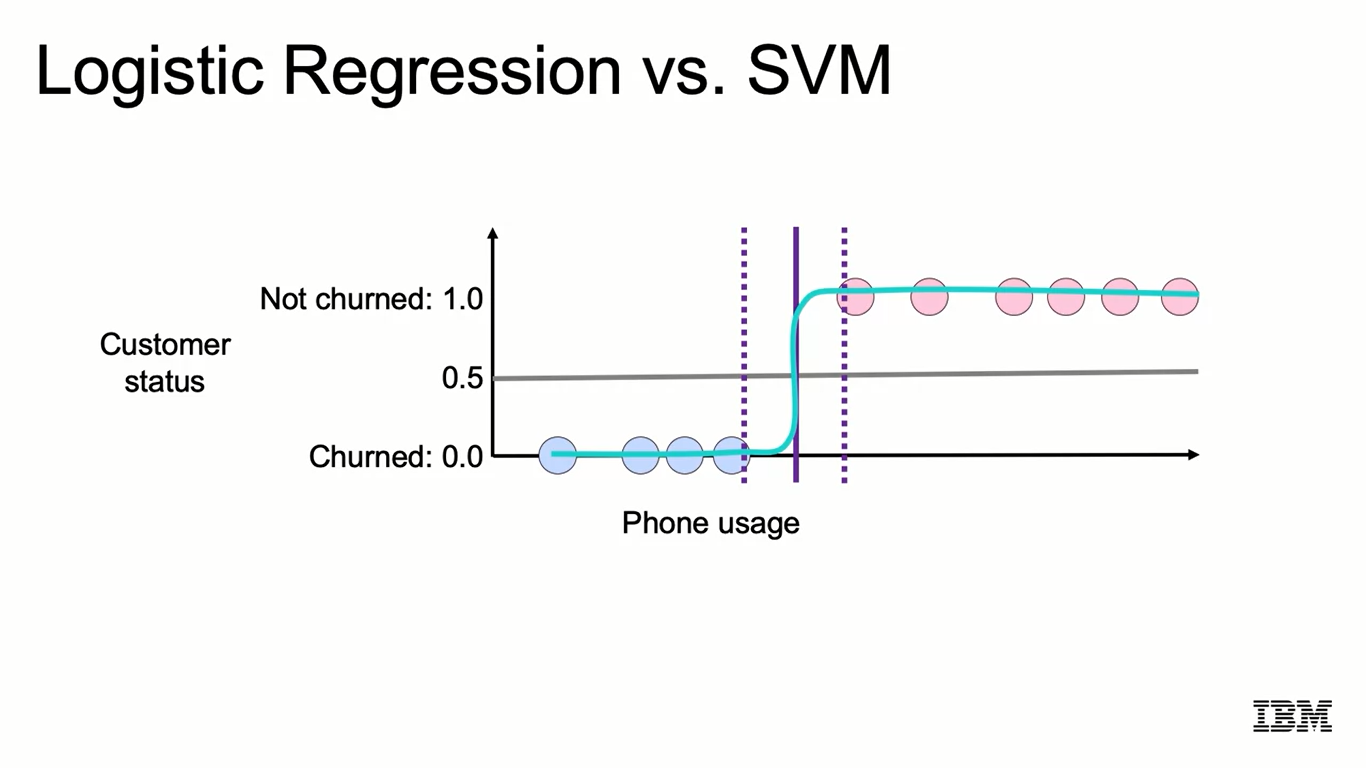 Logistic Regression vs. SVM
Not churned: 1.0
Customer
status
0.5
Churned: 0.0
Phone usage
IBM